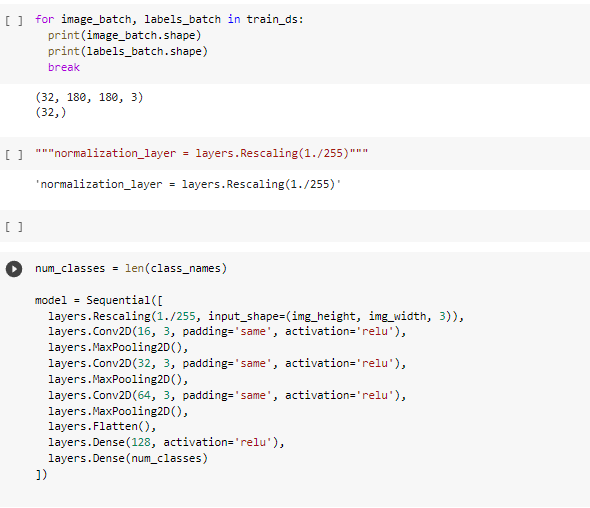 [ ] for image_batch, labels_batch in train_ds:
print(image_batch.shape)
print(labels_batch.shape)
break
(32, 180, 180, 3)
(32,)
[ ] """normalization_layer = layers.Rescaling(1./255)"""
'normalization_layer = layers.Rescaling(1./255)'
[ ]
num_classes = len(class_names)
model = Sequential([
layers.Rescaling(1./255, input_shape=(img_height, img_width, 3)),
layers.Conv2D(16, 3, padding='same', activation='relu'),
layers.MaxPooling2D(),
layers.Conv2D(32, 3, padding='same', activation='relu'),
layers.MaxPooling2D(),
layers.Conv2D(64, 3, padding='same', activation='relu'),
layers.MaxPooling2D(),
layers.Flatten(),
layers.Dense(128, activation='relu'),
layers.Dense(num_classes)
])